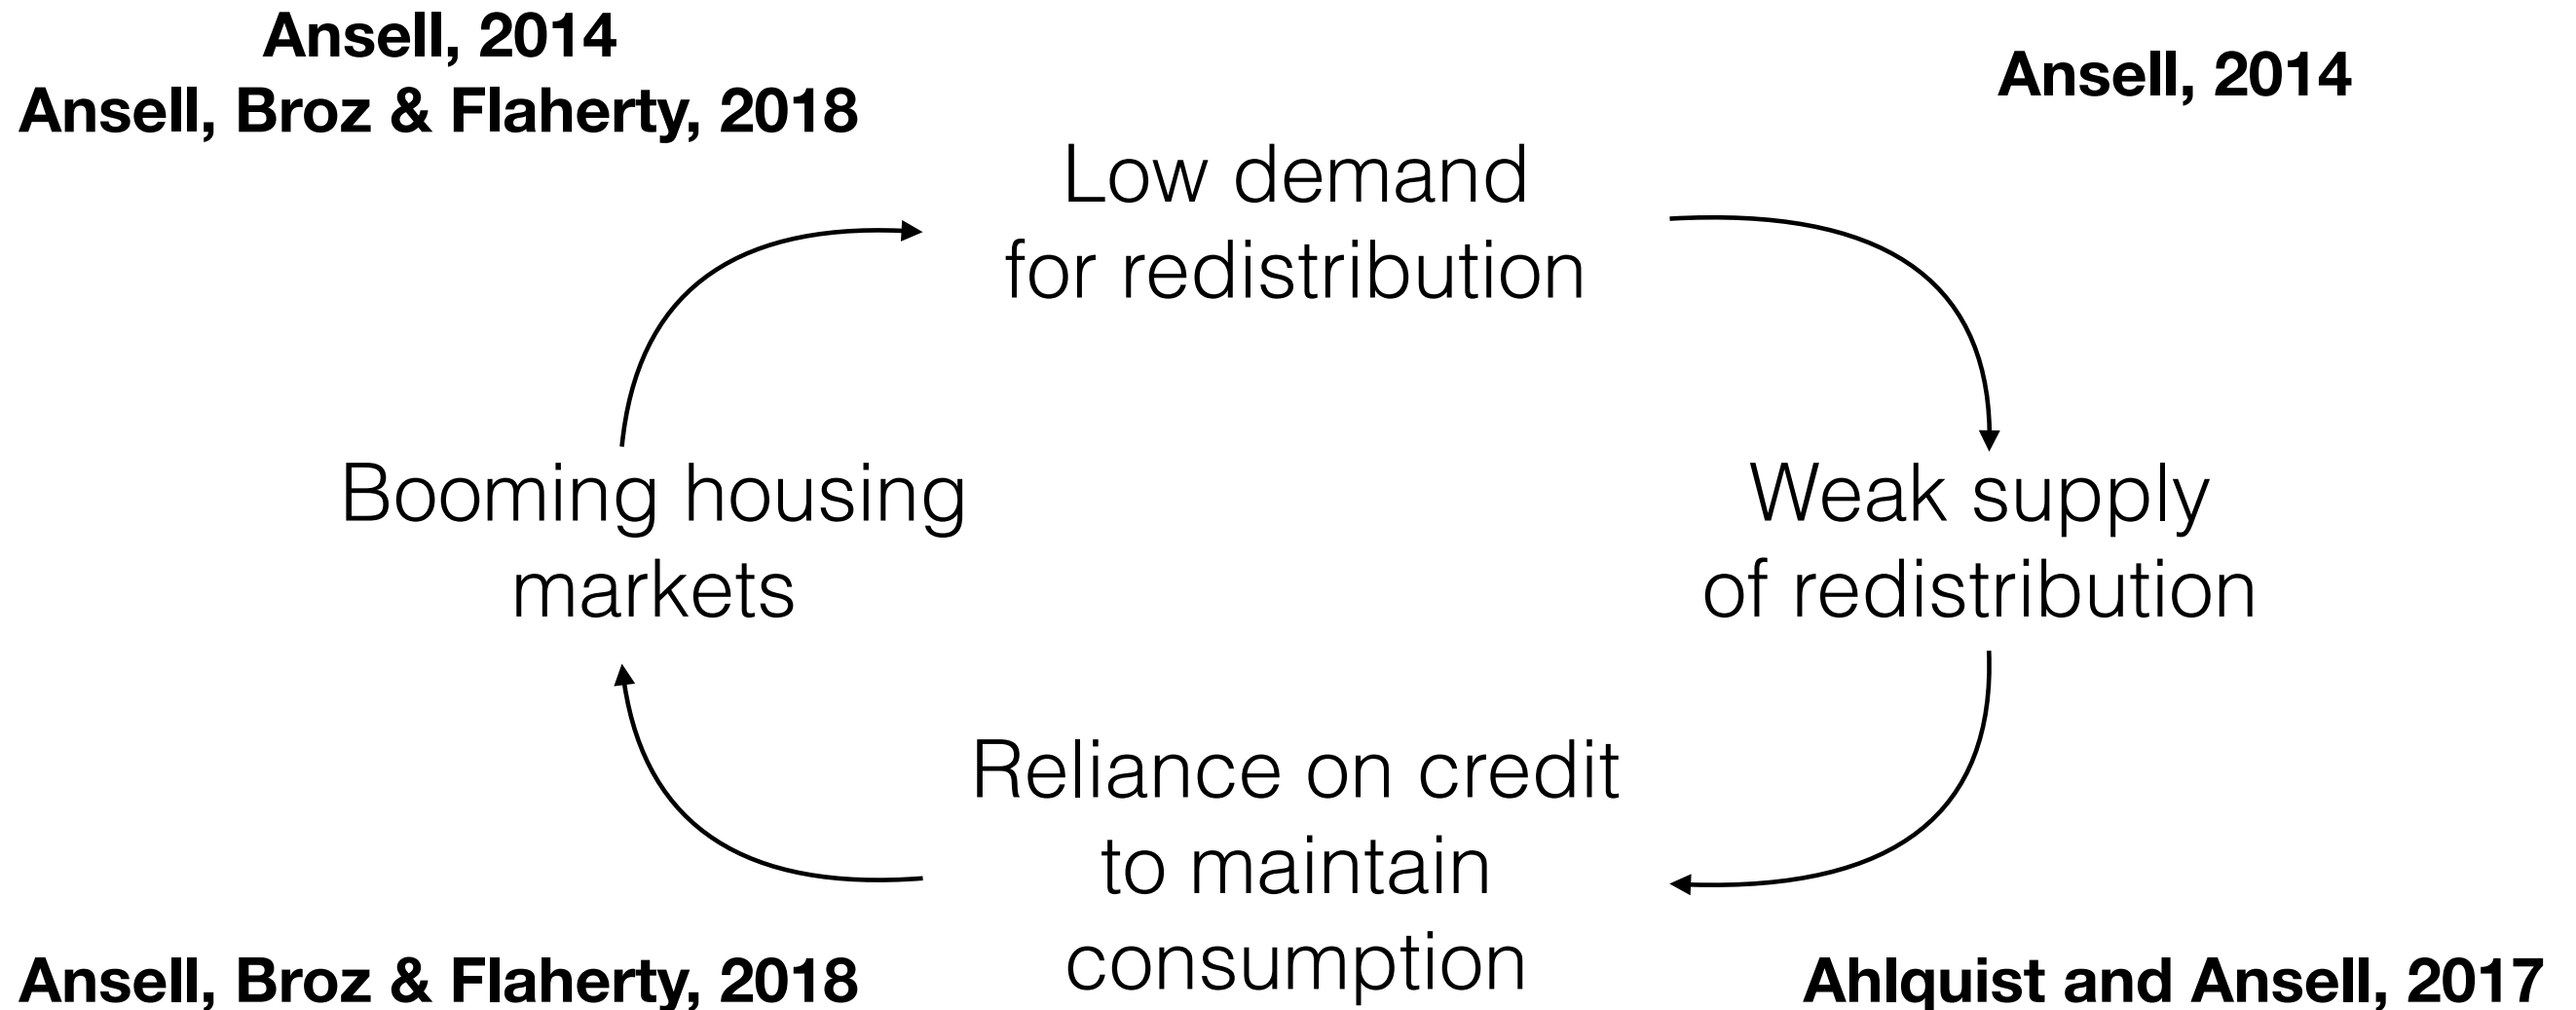 Ansell, 2014
Ansell, Broz & Flaherty, 2018
Ansell, 2014
Low demand
for redistribution
Booming housing
markets
Weak supply
of redistribution
Reliance on credit
to maintain
consumption
Ansell, Broz & Flaherty, 2018
Ahlquist and Ansell, 2017